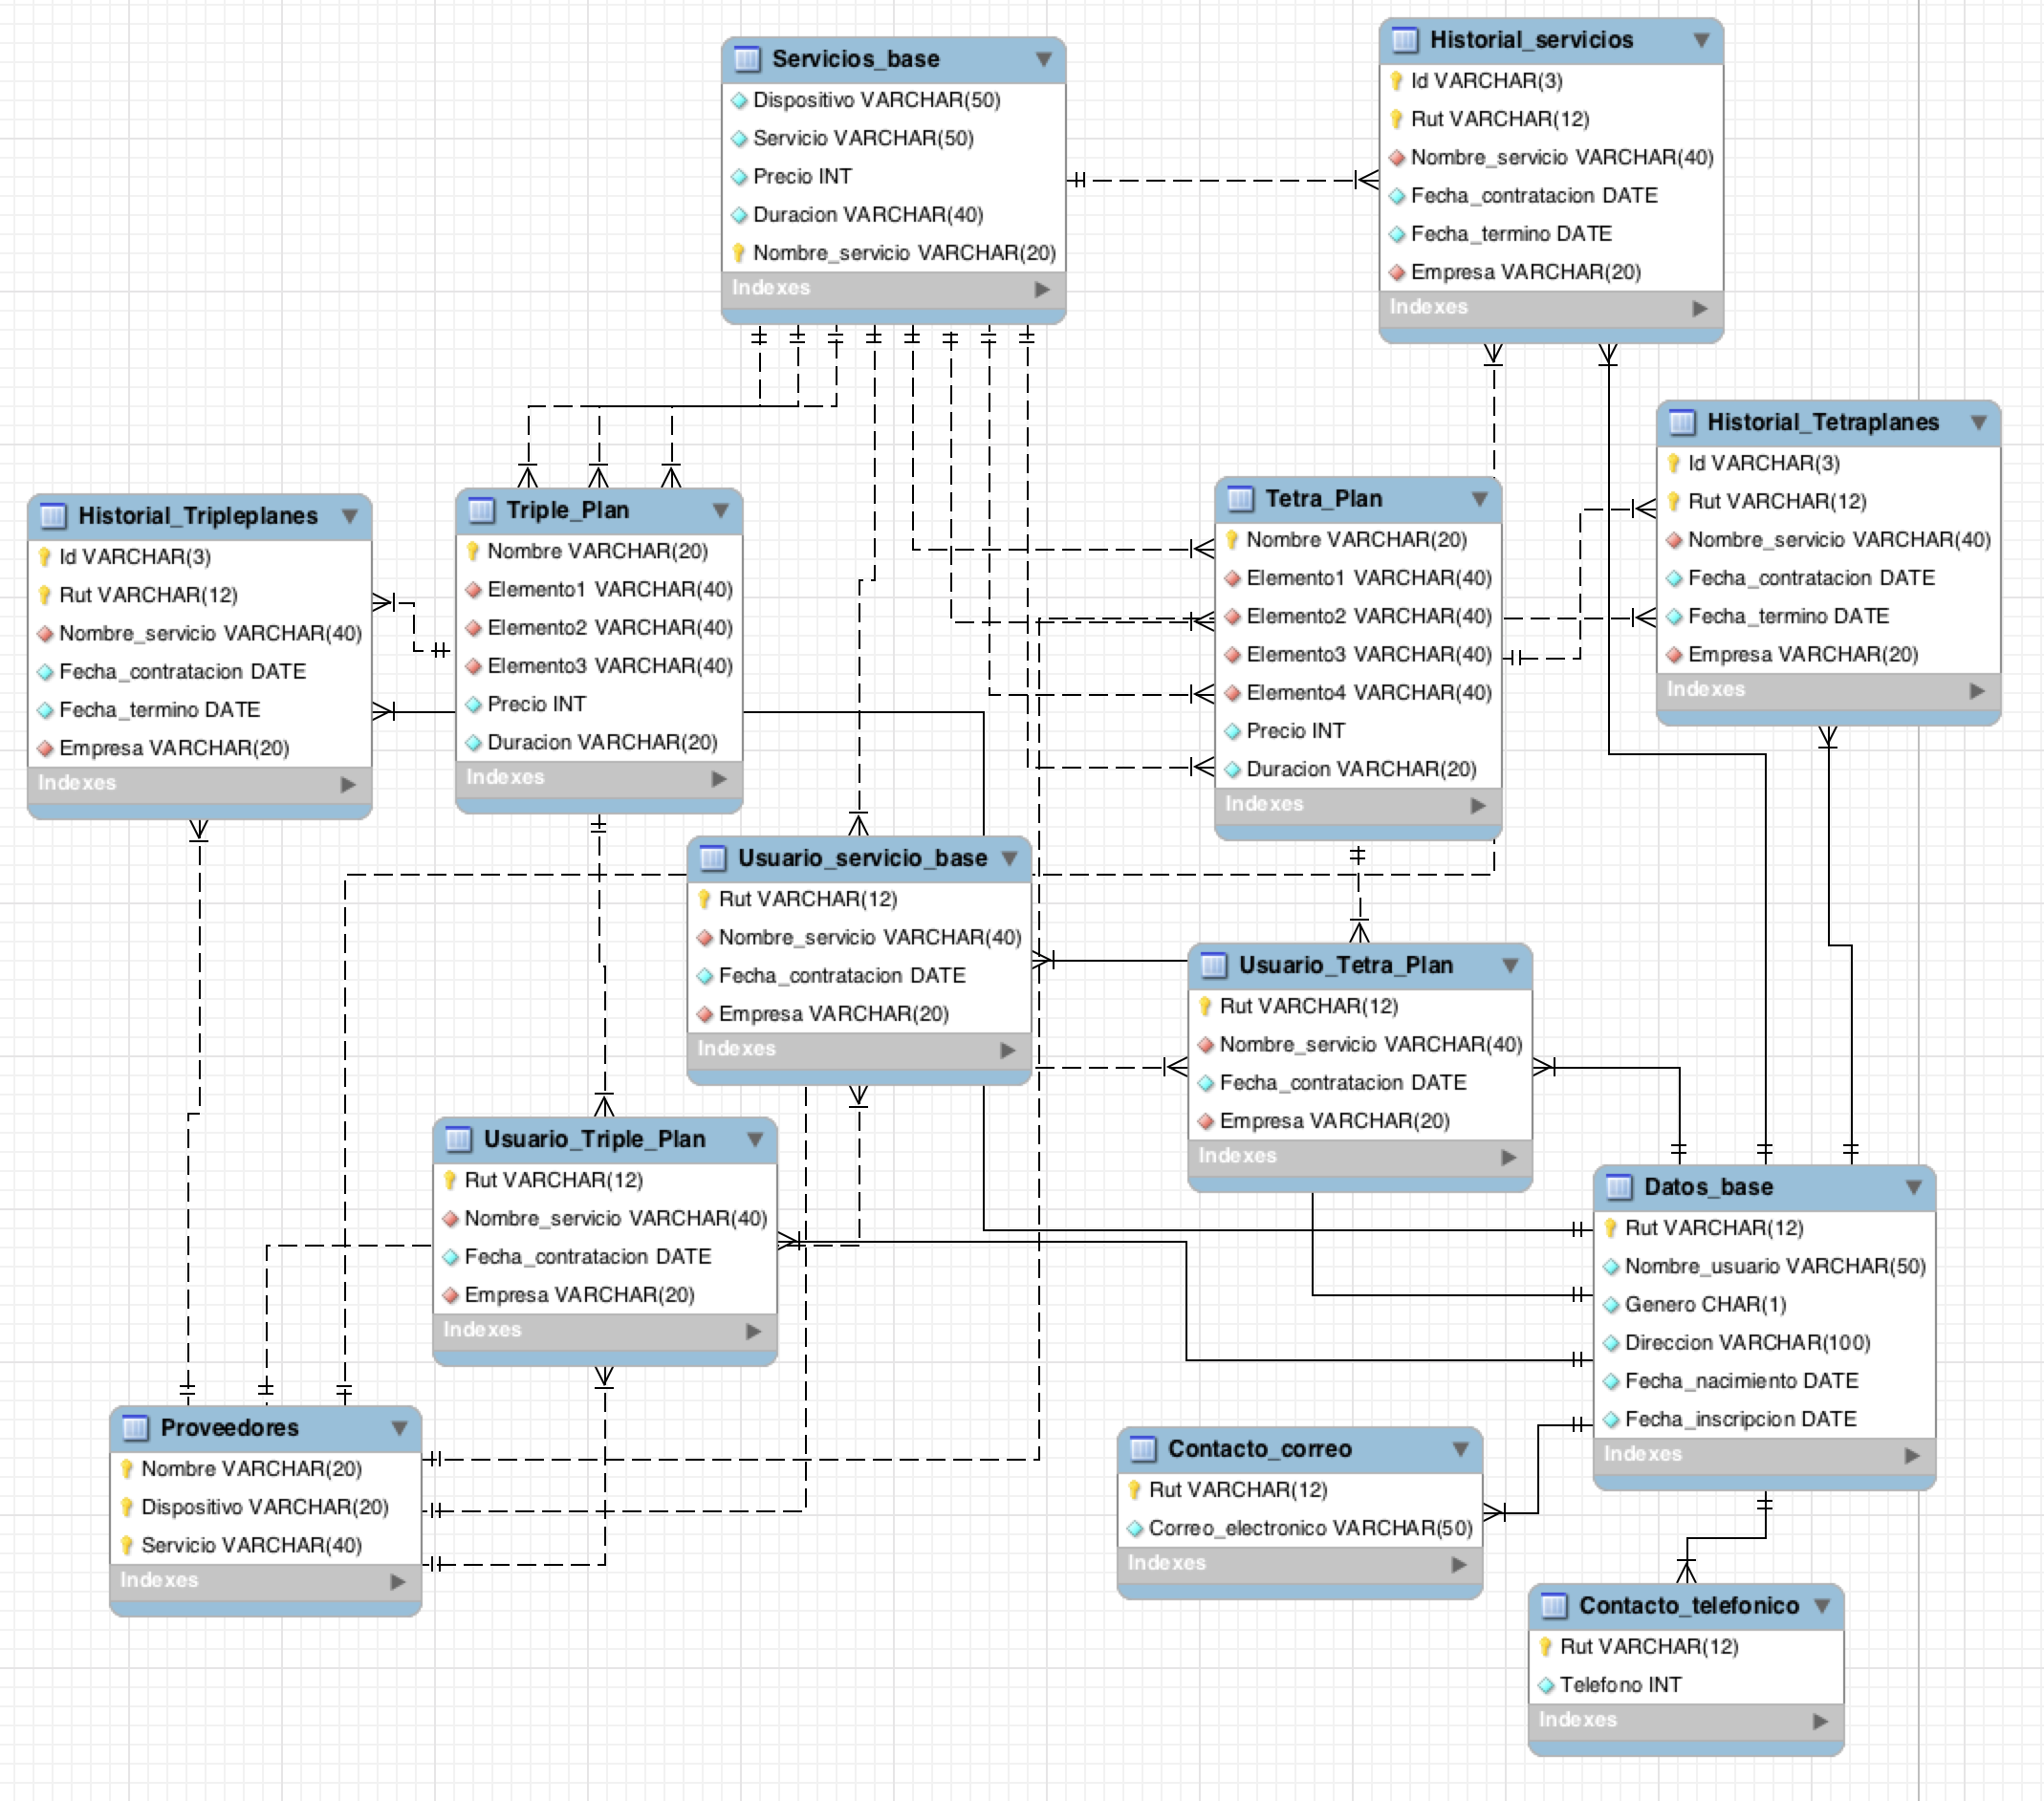 Servicios_base
Dispositivo VARCHAR(50)
Servicio VARCHAR(50)
Precio INT
Duracion VARCHAR(40)
Nombre_servicio VARCHAR(20)
Indexes
Historial_servicios
Id VARCHAR(3)
Rut VARCHAR(12)
Nombre_servicio VARCHAR(40)
Fecha_contratacion DATE
Fecha_termino DATE
Empresa VARCHAR(20)
Indexes
Historial_Tetraplanes
Id VARCHAR(3)
Rut VARCHAR(12)
Nombre_servicio VARCHAR(40)
Fecha_contratacion DATE
Fecha_termino DATE
Empresa VARCHAR(20)
Indexes
Historial_Tripleplanes
Id VARCHAR(3)
Rut VARCHAR(12)
Nombre_servicio VARCHAR(40)
Fecha_contratacion DATE
Fecha_termino DATE
Empresa VARCHAR(20)
Indexes
Triple_Plan
Nombre VARCHAR(20)
Elemento1 VARCHAR(40)
Elemento2 VARCHAR(40)
Elemento3 VARCHAR(40)
Precio INT
Duracion VARCHAR(20)
Indexes
Tetra_Plan
Nombre VARCHAR(20)
Elemento1 VARCHAR(40)
Elemento2 VARCHAR(40)
Elemento3 VARCHAR(40)
Elemento4 VARCHAR(40)
Precio INT
Duracion VARCHAR(20)
Indexes
Usuario_servicio_base
Rut VARCHAR(12)
Nombre_servicio VARCHAR(40)
Fecha_contratacion DATE
Empresa VARCHAR(20)
Indexes
Usuario_Tetra_Plan
Rut VARCHAR(12)
Nombre_servicio VARCHAR(40)
Fecha_contratacion DATE
Empresa VARCHAR(20)
Indexes
Usuario_Triple_Plan
Rut VARCHAR(12)
Nombre_servicio VARCHAR(40)
Fecha_contratacion DATE
Empresa VARCHAR(20)
Indexes
Datos_base
Rut VARCHAR(12)
Nombre_usuario VARCHAR(50)
Genero CHAR(1)
Direccion VARCHAR(100)
Fecha_nacimiento DATE
Fecha_inscripcion DATE
Indexes
Proveedores
Nombre VARCHAR(20)
Dispositivo VARCHAR(20)
Servicio VARCHAR(40)
Indexes
Contacto_correo
Rut VARCHAR(12)
Correo_electronico VARCHAR(50)
Indexes
Contacto_telefonico
Rut VARCHAR(12)
Telefono INT
Indexes